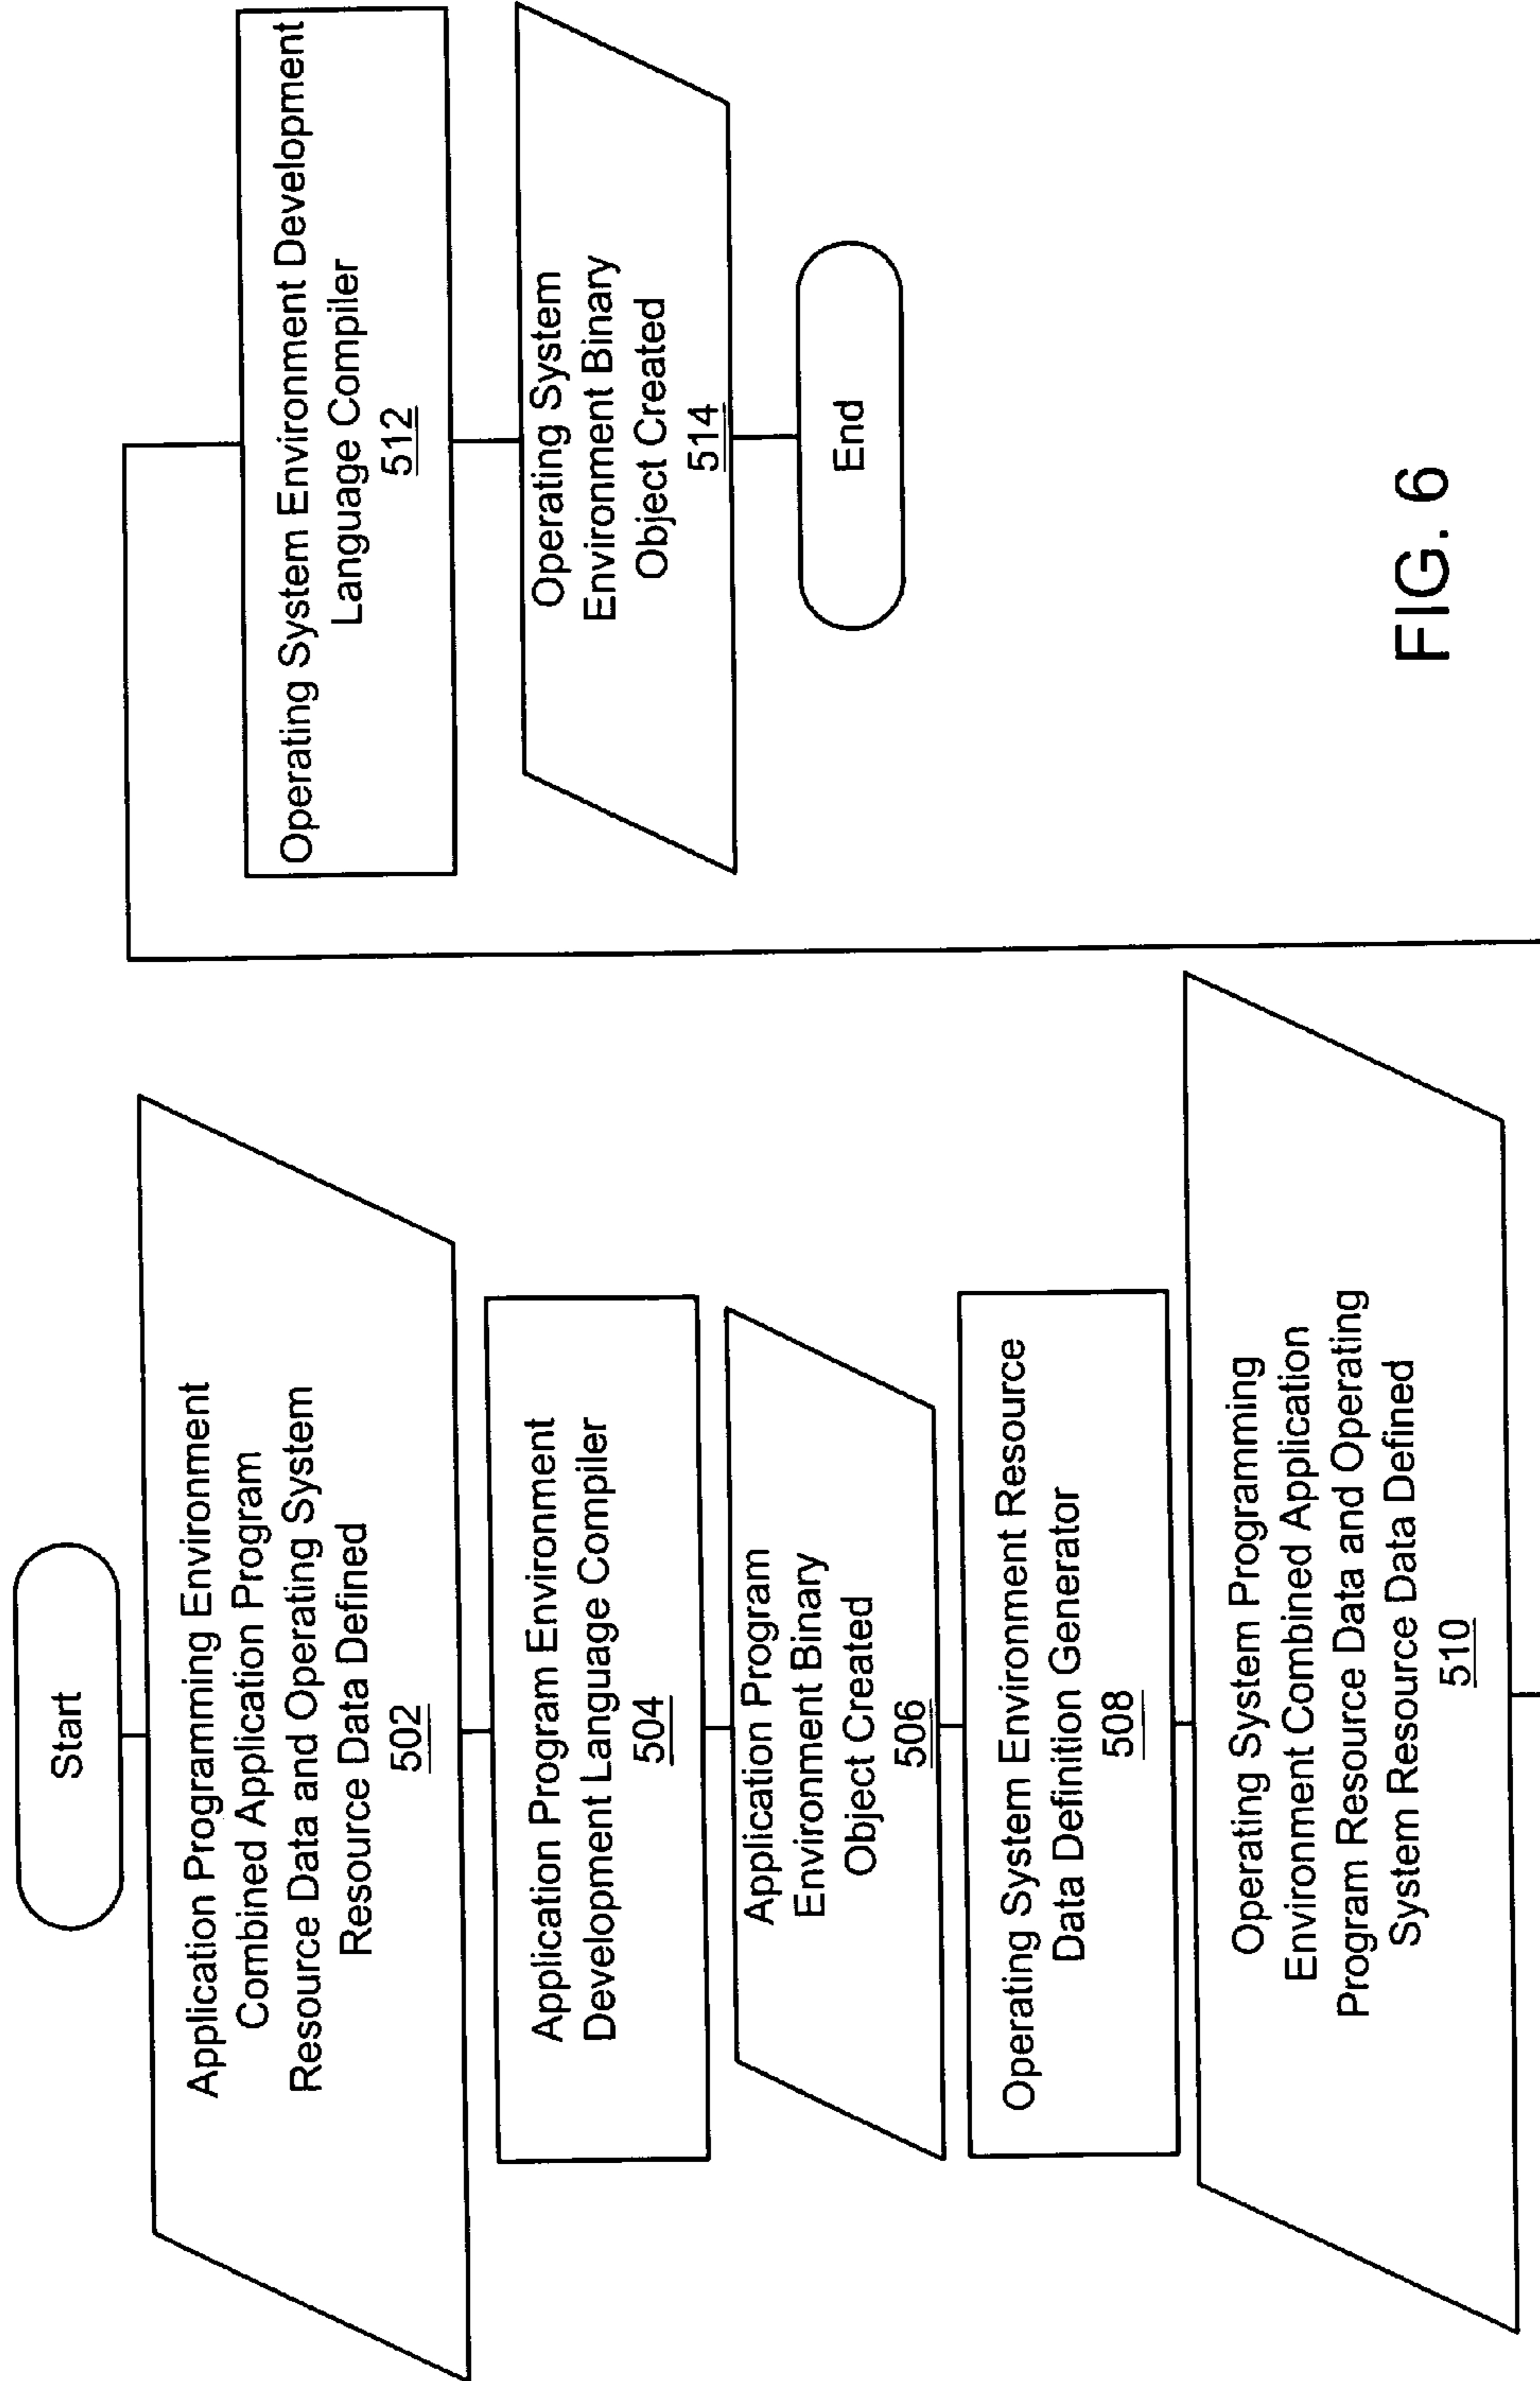 Start
Application Programming Environment
Combined Application Program
Resource Data and Operating System
Resource Data Defined
502
Application Program Environment
Development Language Compiler
504
Application Program
Environment Binary
Object Created
506
Operating System Environment Resource
Data Definition Generator
508
Operating System Programming
Environment Combined Application
Program Resource Data and Operating
System Resource Data Defined
510
Operating System Environment Development
Language Compiler
512
Operating System
Environment Binary
Object Created
514
End
FIG. 6